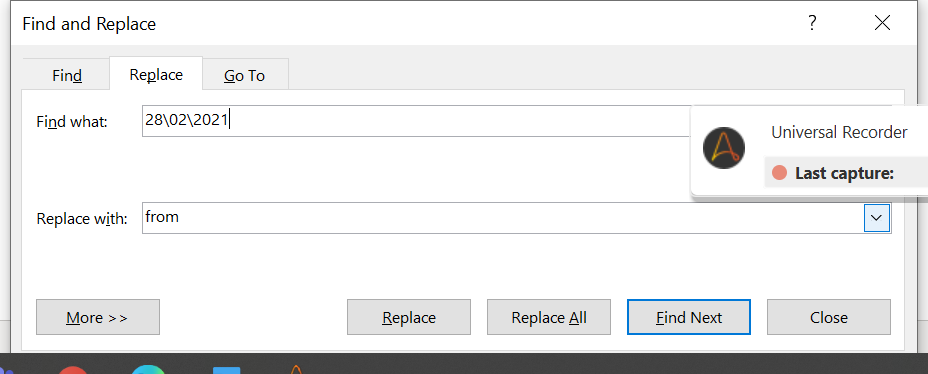 Find and Replace ?
Find Replace Go To
Find what: 28\02\2021
Universal Recorder
Last capture:
Replace with: from
More >> Replace Replace All Find Next Close